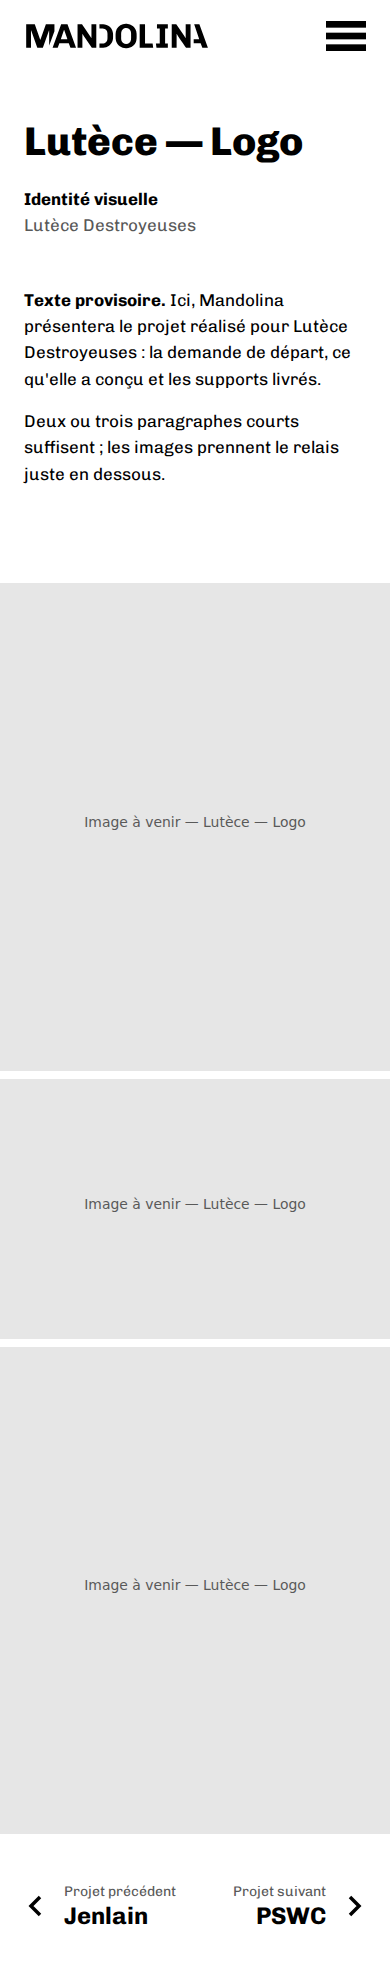 MANDOLINA
Lutèce — Logo
Identité visuelle
Lutèce Destroyeuses
Texte provisoire. Ici, Mandolina
présentera le projet réalisé pour Lutèce
Destroyeuses : la demande de départ, ce
qu'elle a conçu et les supports livrés.
Deux ou trois paragraphes courts
suffisent ; les images prennent le relais
juste en dessous.
Image à venir — Lutèce — Logo
Image à venir — Lutèce — Logo
Image à venir — Lutèce — Logo
Projet précédent
Jenlain
Projet suivant
PSWC